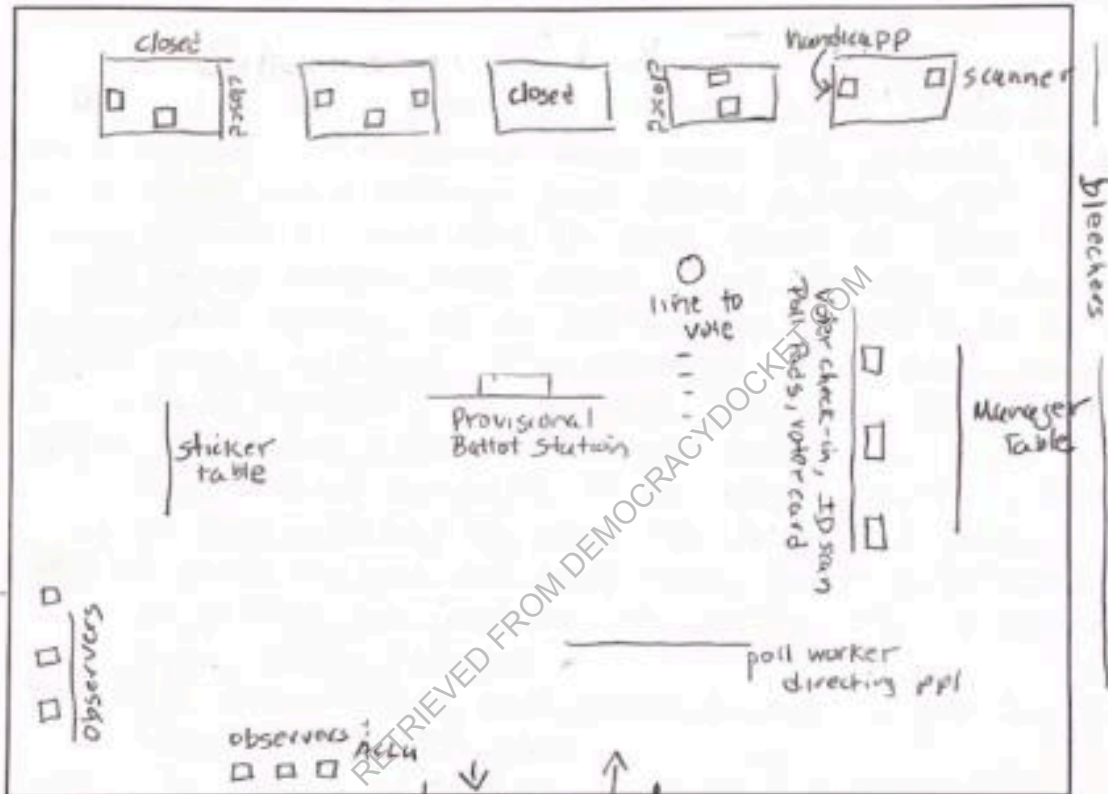 closed
closed
closed
closed
handicapp
scanner
bleechers
line to
vote
Voter check-in, ID scan
Poll Pads, voter card
Manager
Table
Provisional
Ballot Station
sticker
table
observers
poll worker
directing ppl
observers +
ACLU
RETRIEVED FROM DEMOCRACYDOCKET.COM